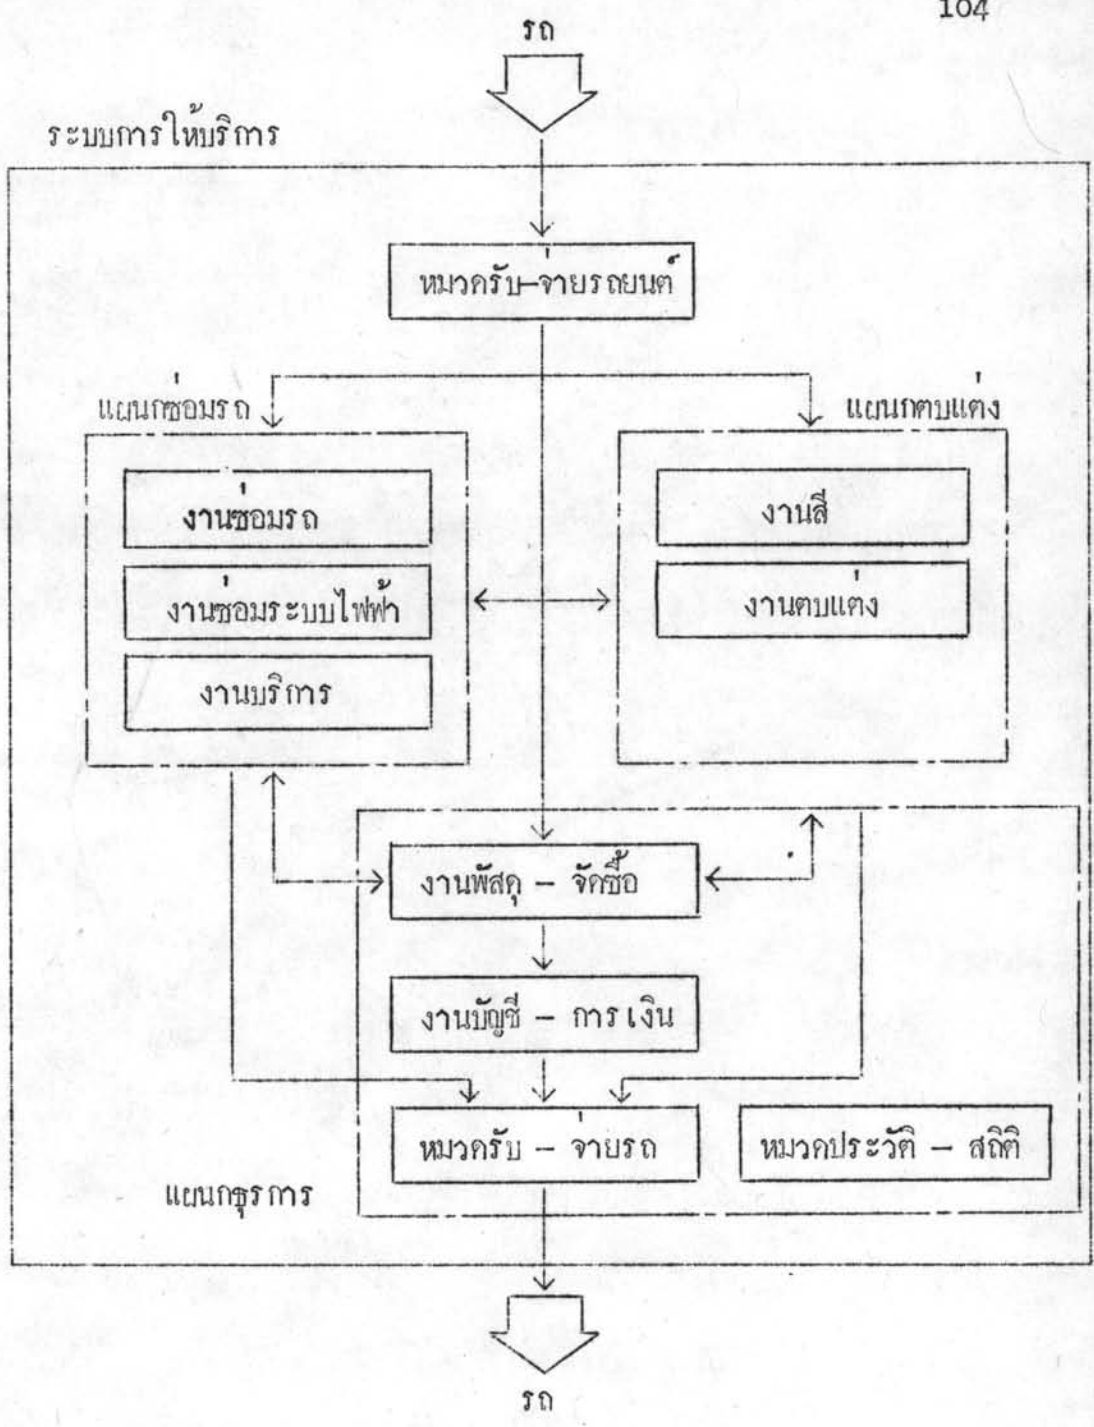 104
รถ
ระบบการให้บริการ
หมวดรับ-จ่ายรถยนต์
แผนกซ่อมรถ
แผนกตบแต่ง
งานซ่อมรถ
งานสี
งานซ่อมระบบไฟฟ้า
งานตบแต่ง
งานบริการ
งานพัสดุ - จัดซื้อ
งานบัญชี - การเงิน
หมวดรับ - จ่ายรถ
หมวดประวัติ - สถิติ
แผนกธุรการ
รถ